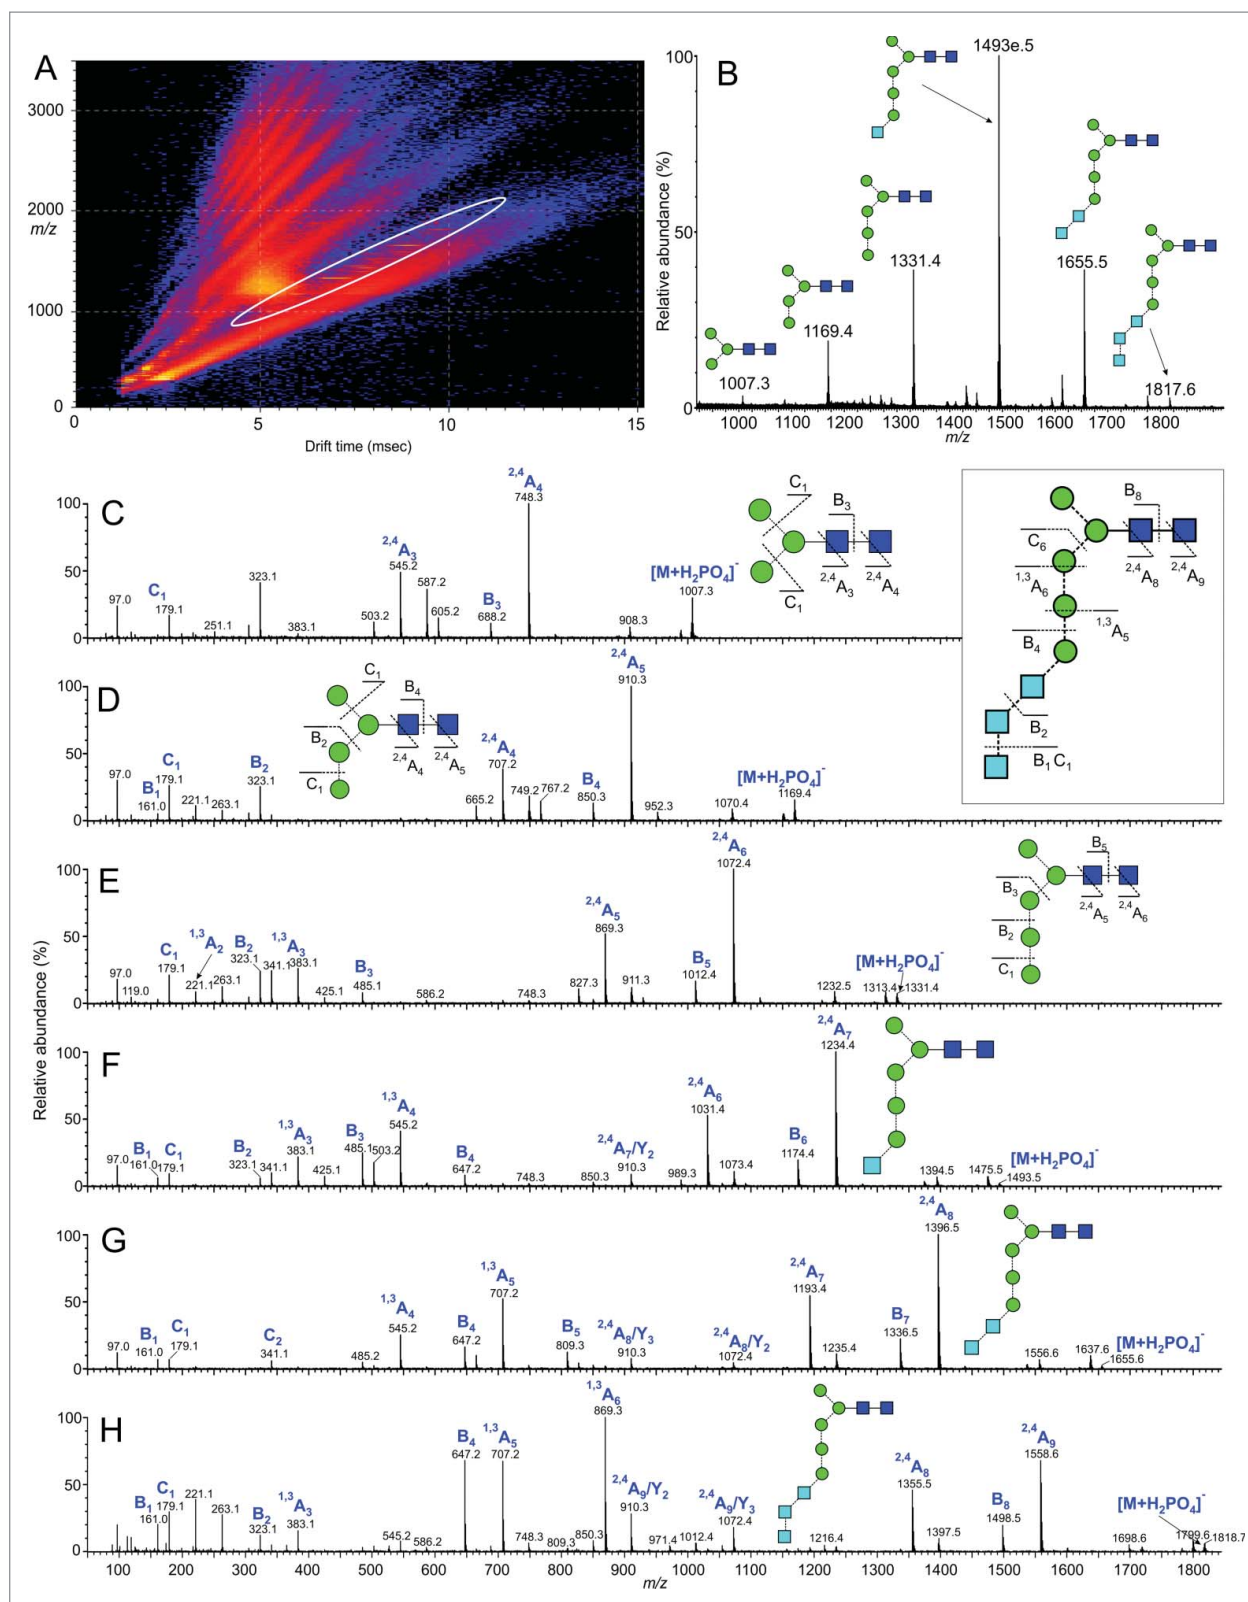 A
3000
2000
m/z
1000
0
0
5
10
15
Drift time (msec)
B
1493e.5
100
Relative abundance (%)
50
1331.4
1655.5
1169.4
1007.3
1817.6
0
1000 1100 1200 1300 1400 1500 1600 1700 1800
m/z
C
100
50
0
2,4A4
748.3
2,4A3
545.2
323.1
C1
97.0
179.1
251.1
383.1
503.2
587.2
605.2
B3
688.2
908.3
[M+H2PO4]-
1007.3
C1
B3
2,4A3
2,4A4
C1
B8
C6
2,4A8
2,4A9
1,3A6
1,3A5
B4
B2
B1 C1
D
100
50
0
2,4A5
910.3
C1
B4
B2
2,4A4
2,4A5
C1
97.0
B1
161.0
C1
179.1
221.1
263.1
B2
323.1
665.2
2,4A4
707.2
749.2
767.2
B4
850.3
952.3
1070.4
[M+H2PO4]-
1169.4
E
Relative abundance (%)
100
50
0
2,4A6
1072.4
B5
B3
2,4A5
2,4A6
B2
C1
97.0
119.0
C1
179.1
1,3A2
221.1
263.1
B2
323.1
341.1
1,3A3
383.1
425.1
B3
485.1
586.2
748.3
827.3
2,4A5
869.3
911.3
B5
1012.4
1232.5
[M+H2PO4]-
1313.4
1331.4
F
100
50
0
2,4A7
1234.4
97.0
B1
161.0
C1
179.1
B2
323.1
341.1
1,3A3
383.1
425.1
B3
485.1
503.2
1,3A4
545.2
B4
647.2
748.3
850.3
2,4A7/Y2
910.3
989.3
2,4A6
1031.4
1073.4
B6
1174.4
1394.5
1475.5
[M+H2PO4]-
1493.5
G
100
50
0
2,4A8
1396.5
97.0
B1
161.0
C1
179.1
C2
341.1
485.2
1,3A4
545.2
B4
647.2
1,3A5
707.2
B5
809.3
2,4A8/Y3
910.3
2,4A8/Y2
1072.4
2,4A7
1193.4
1235.4
B7
1336.5
1556.6
1637.6
[M+H2PO4]-
1655.6
H
100
50
0
1,3A6
869.3
B1
161.0
C1
179.1
221.1
263.1
B2
323.1
1,3A3
383.1
545.2
586.2
B4
647.2
1,3A5
707.2
748.3
809.3
850.3
2,4A9/Y2
910.3
971.4
1012.4
2,4A9/Y3
1072.4
1216.4
2,4A8
1355.5
1397.5
B8
1498.5
2,4A9
1558.6
1698.6
[M+H2PO4]-
1799.6
1818.7
100 200 300 400 500 600 700 800 900 1000 1100 1200 1300 1400 1500 1600 1700 1800
m/z